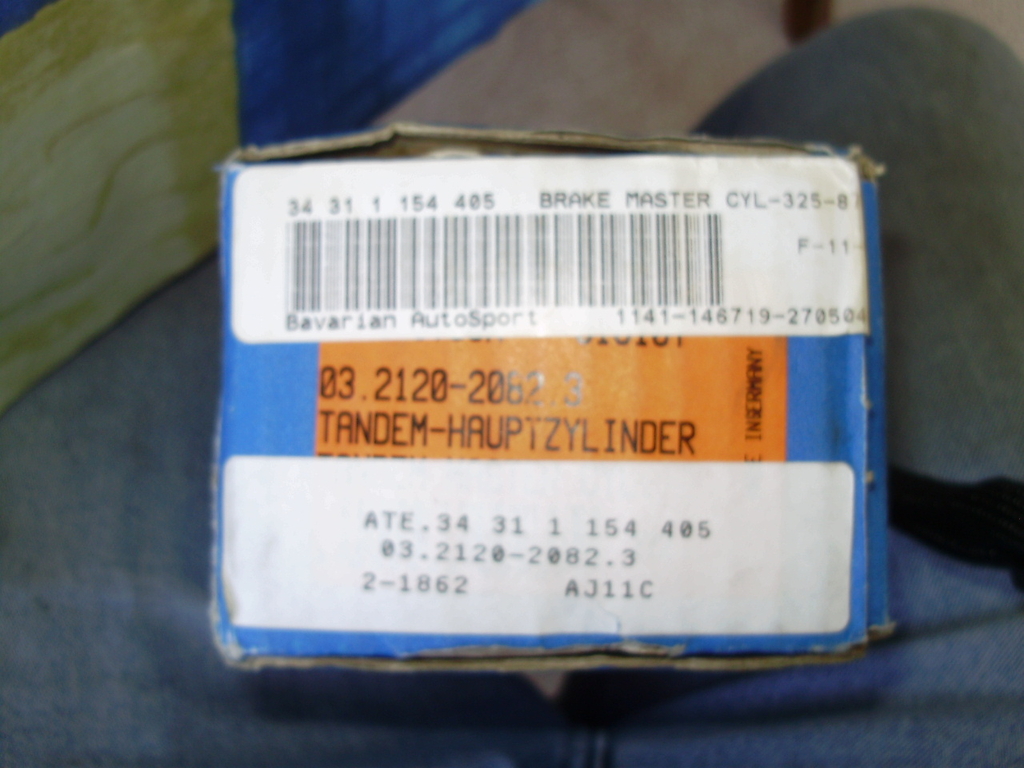 34 31 1 154 405 BRAKE MASTER CYL-325-8
F-11-
Bavarian AutoSport 1141-146719-270504
03.2120-2082.3
TANDEM-HAUPTZYLINDER
INGERMANY
ATE.34 31 1 154 405
03.2120-2082.3
2-1862 AJ11C